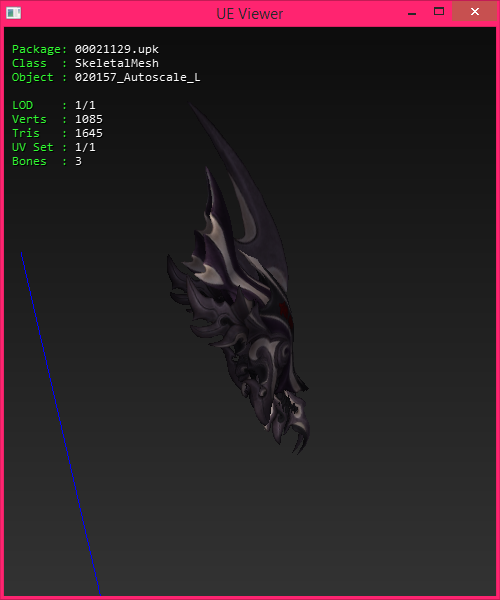 UE Viewer
Package: 00021129.upk
Class : SkeletalMesh
Object : 020157_Autoscale_L
LOD : 1/1
Verts : 1085
Tris : 1645
UV Set : 1/1
Bones : 3